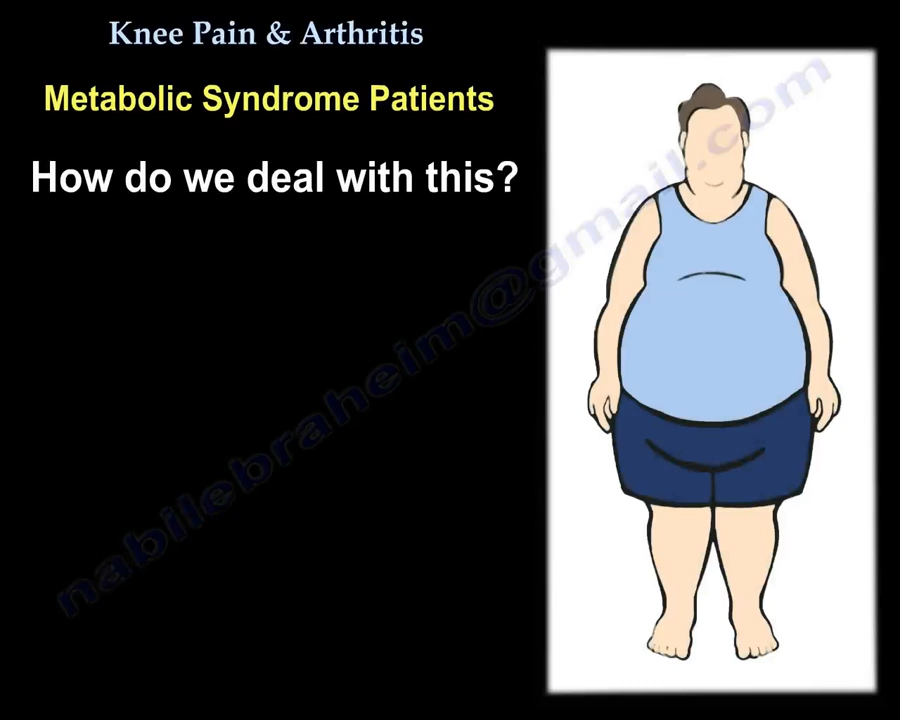 Knee Pain & Arthritis
Metabolic Syndrome Patients
How do we deal with this?
nabilebraheim@gmail.com